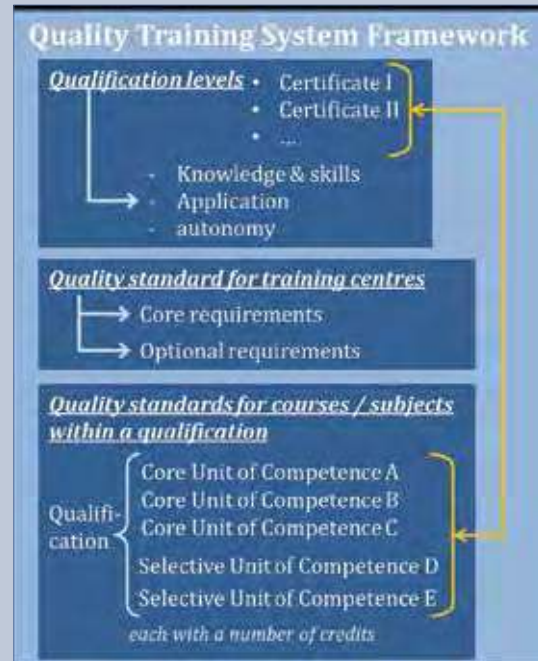 Quality Training System Framework
Qualification levels • Certificate I
• Certificate II
• ...
- Knowledge & skills
- Application
- autonomy
Quality standard for training centres
Core requirements
Optional requirements
Quality standards for courses / subjects
within a qualification
Qualifi-
cation
Core Unit of Competence A
Core Unit of Competence B
Core Unit of Competence C
Selective Unit of Competence D
Selective Unit of Competence E
each with a number of credits